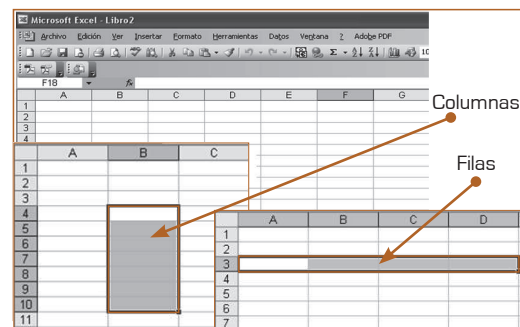 Microsoft Excel - Libro2
Archivo Edición Ver Insertar Formato Herramientas Datos Ventana ? Adobe PDF
10
F18 fx
A B C D E F G
1
2
3
4
Columnas
Filas
A B C
1
2
3
4
5
6
7
8
9
10
11
A B C D
1
2
3
4
5
6
7